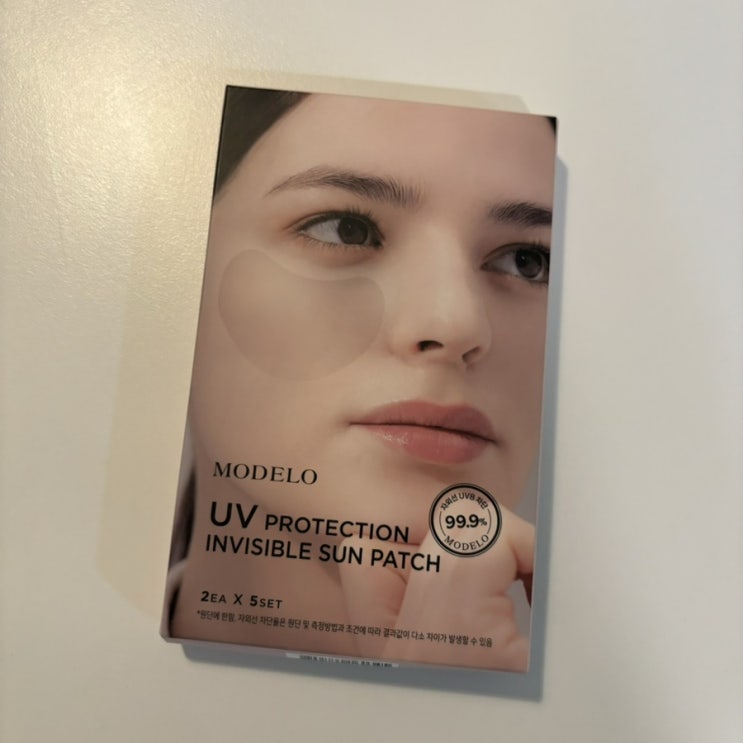 MODELO
UV PROTECTION
INVISIBLE SUN PATCH
자외선 UVB 차단
99.9%
MODELO
2EA X 5SET
*원단에 한함, 자외선 차단율은 원단 및 측정방법과 조건에 따라 결과값이 다소 차이가 발생할 수 있음